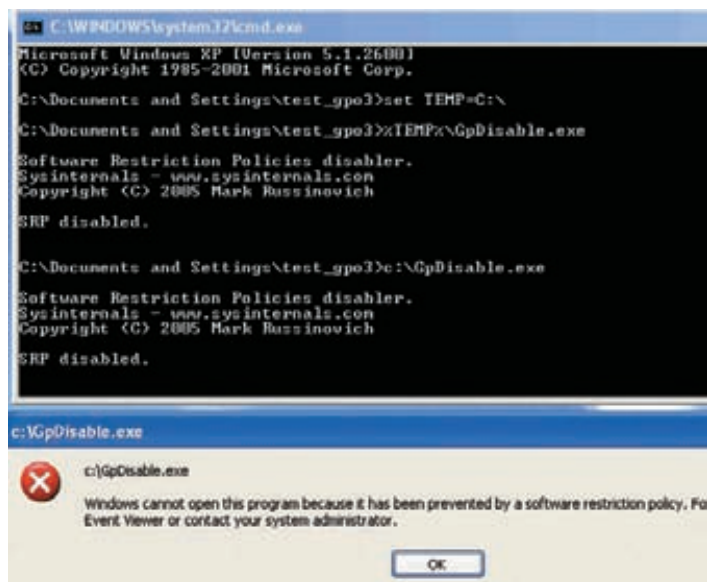 C:\WINDOWS\system32\cmd.exe
Microsoft Windows XP [Version 5.1.2600]
(C) Copyright 1985-2001 Microsoft Corp.
C:\Documents and Settings\test_gpo3>set TEMP=C:\
C:\Documents and Settings\test_gpo3>%TEMP%\GpDisable.exe
Software Restriction Policies disabler.
Sysinternals - www.sysinternals.com
Copyright (C) 2005 Mark Russinovich
SRP disabled.
C:\Documents and Settings\test_gpo3>c:\GpDisable.exe
Software Restriction Policies disabler.
Sysinternals - www.sysinternals.com
Copyright (C) 2005 Mark Russinovich
SRP disabled.
c:\GpDisable.exe
c:\GpDisable.exe
Windows cannot open this program because it has been prevented by a software restriction policy. Fo
Event Viewer or contact your system administrator.
OK